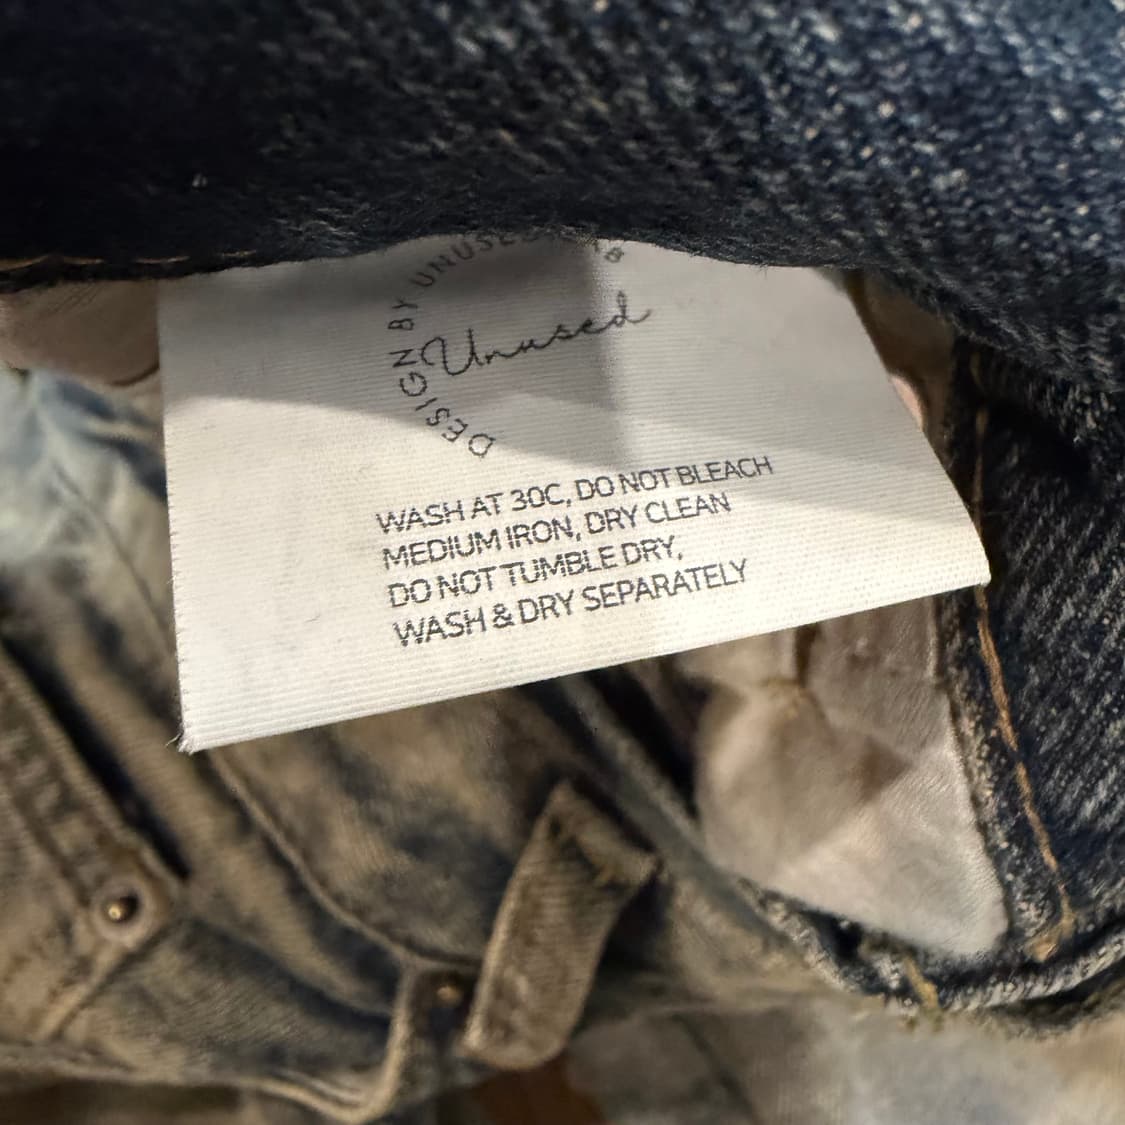 DESIGN BY UNUSED
Unused
WASH AT 30C, DO NOT BLEACH
MEDIUM IRON, DRY CLEAN
DO NOT TUMBLE DRY,
WASH & DRY SEPARATELY